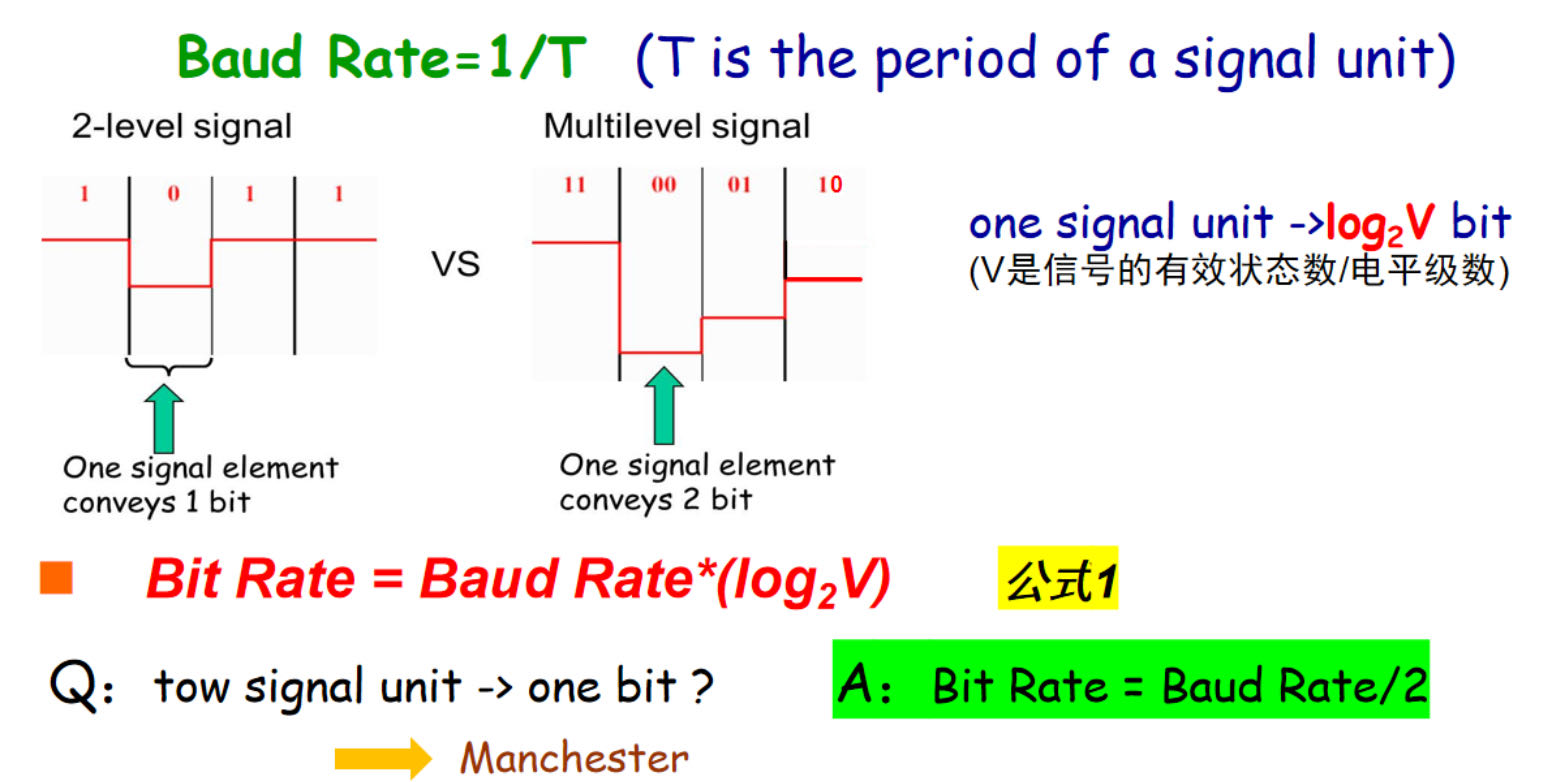 Baud Rate=1/T (T is the period of a signal unit)
2-level signal
Multilevel signal
1 0 1 1
11 00 01 10
VS
one signal unit ->log₂V bit
(V是信号的有效状态数/电平级数)
One signal element
conveys 1 bit
One signal element
conveys 2 bit
Bit Rate = Baud Rate*(log₂V)
公式1
Q: tow signal unit -> one bit ?
A: Bit Rate = Baud Rate/2
Manchester